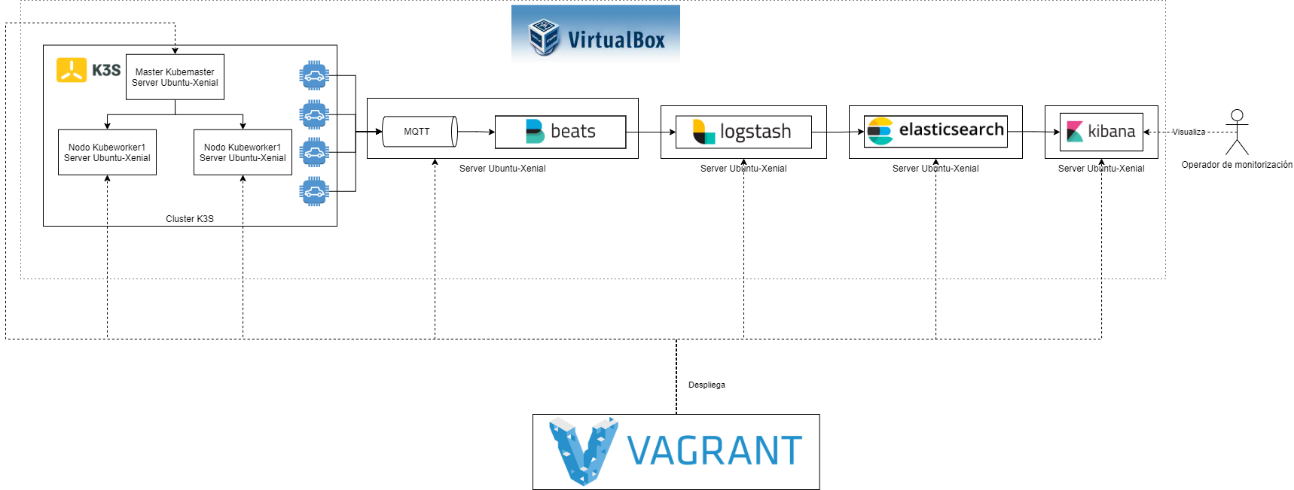 VirtualBox
K3S
Master Kubemaster
Server Ubuntu-Xenial
Nodo Kubeworker1
Server Ubuntu-Xenial
Nodo Kubeworker1
Server Ubuntu-Xenial
Cluster K3S
MQTT
beats
Server Ubuntu-Xenial
logstash
Server Ubuntu-Xenial
elasticsearch
Server Ubuntu-Xenial
kibana
Server Ubuntu-Xenial
Visualiza
Operador de monitorización
Despliega
VAGRANT